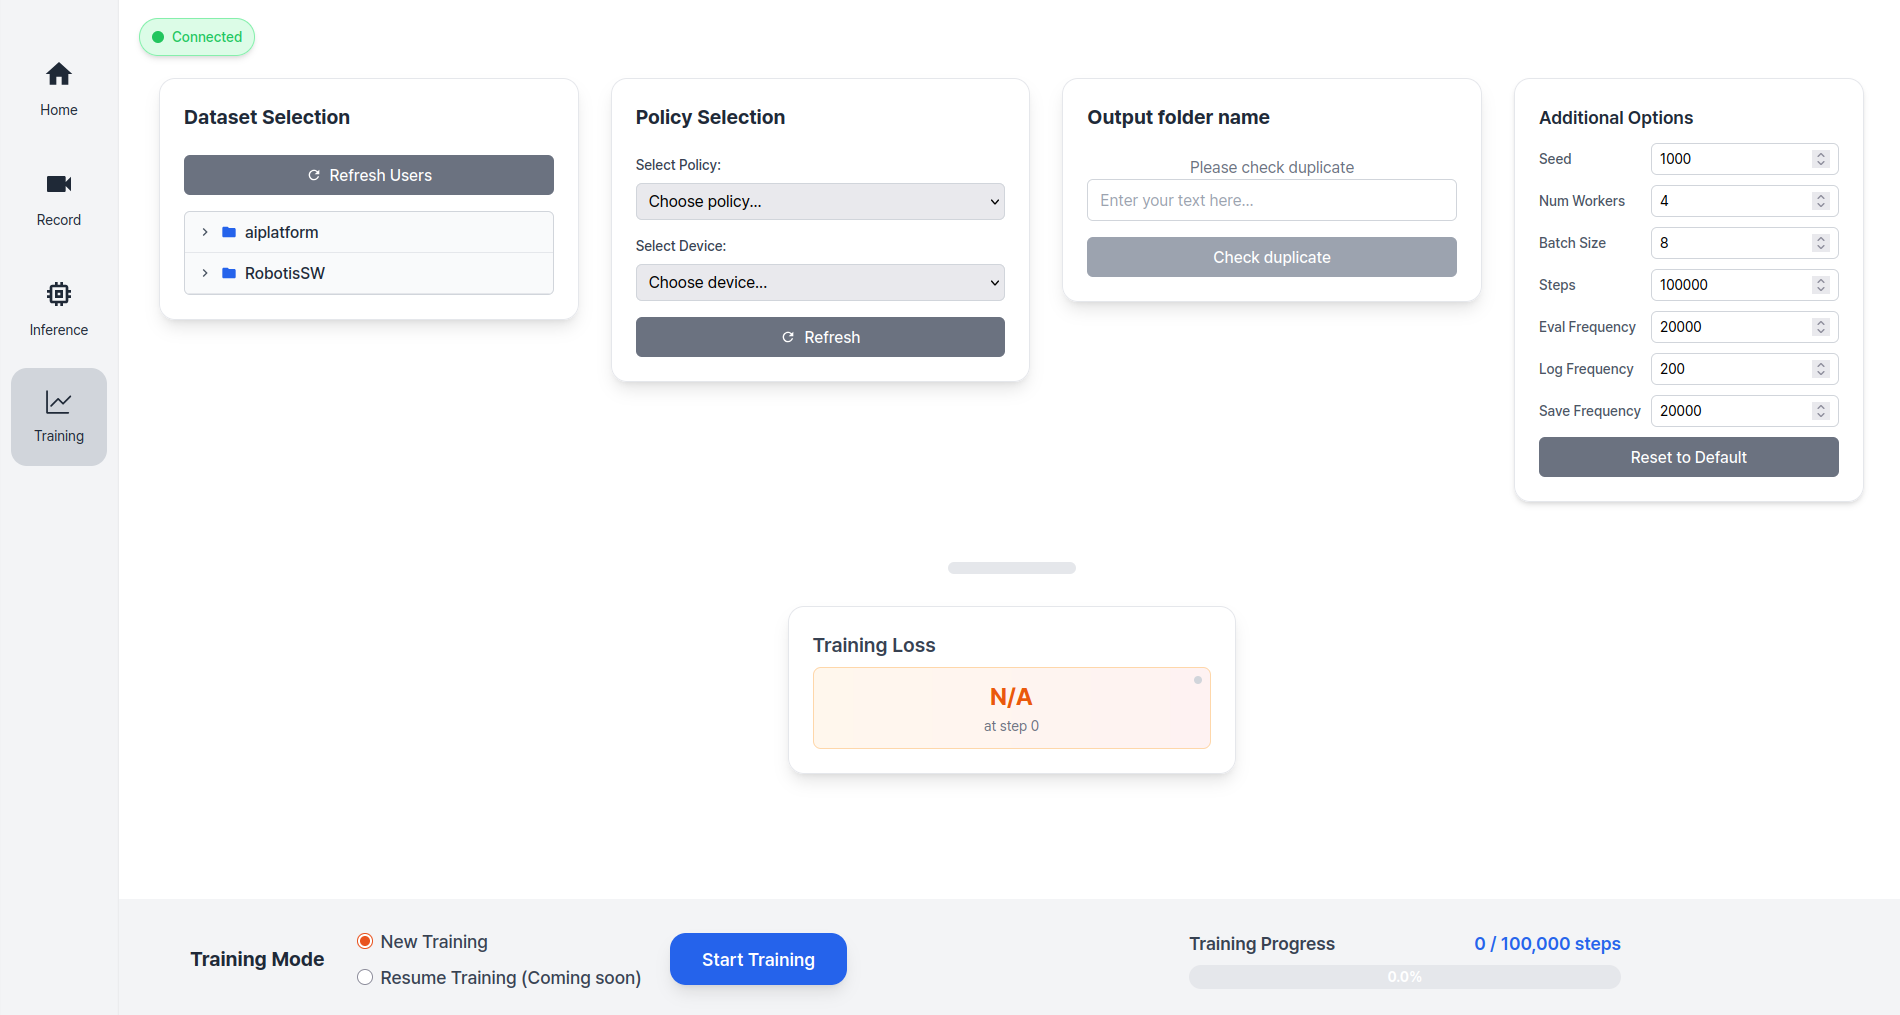 Connected
Home
Record
Inference
Training
Dataset Selection
Refresh Users
aiplatform
RobotisSW
Policy Selection
Select Policy:
Choose policy...
Select Device:
Choose device...
Refresh
Output folder name
Please check duplicate
Enter your text here...
Check duplicate
Additional Options
Seed 1000
Num Workers 4
Batch Size 8
Steps 100000
Eval Frequency 20000
Log Frequency 200
Save Frequency 20000
Reset to Default
Training Loss
N/A
at step 0
Training Mode
New Training
Resume Training (Coming soon)
Start Training
Training Progress 0 / 100,000 steps
0.0%